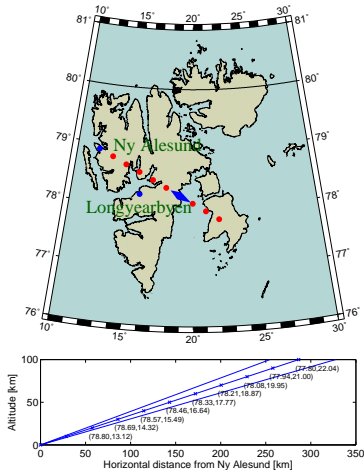 10° 15° 20° 25° 30°
81° 81°
80° 80°
79° 79°
78° 78°
77° 77°
76° 76°
10° 15° 20° 25° 30°
Ny Alesund
Longyearbyen
100
50
0
0 50 100 150 200 250 300 350
Altitude [km]
Horizontal distance from Ny Alesund [km]
(77.80,22.04)
(77.94,21.00)
(78.08,19.95)
(78.21,18.87)
(78.33,17.77)
(78.46,16.64)
(78.57,15.49)
(78.69,14.32)
(78.80,13.12)